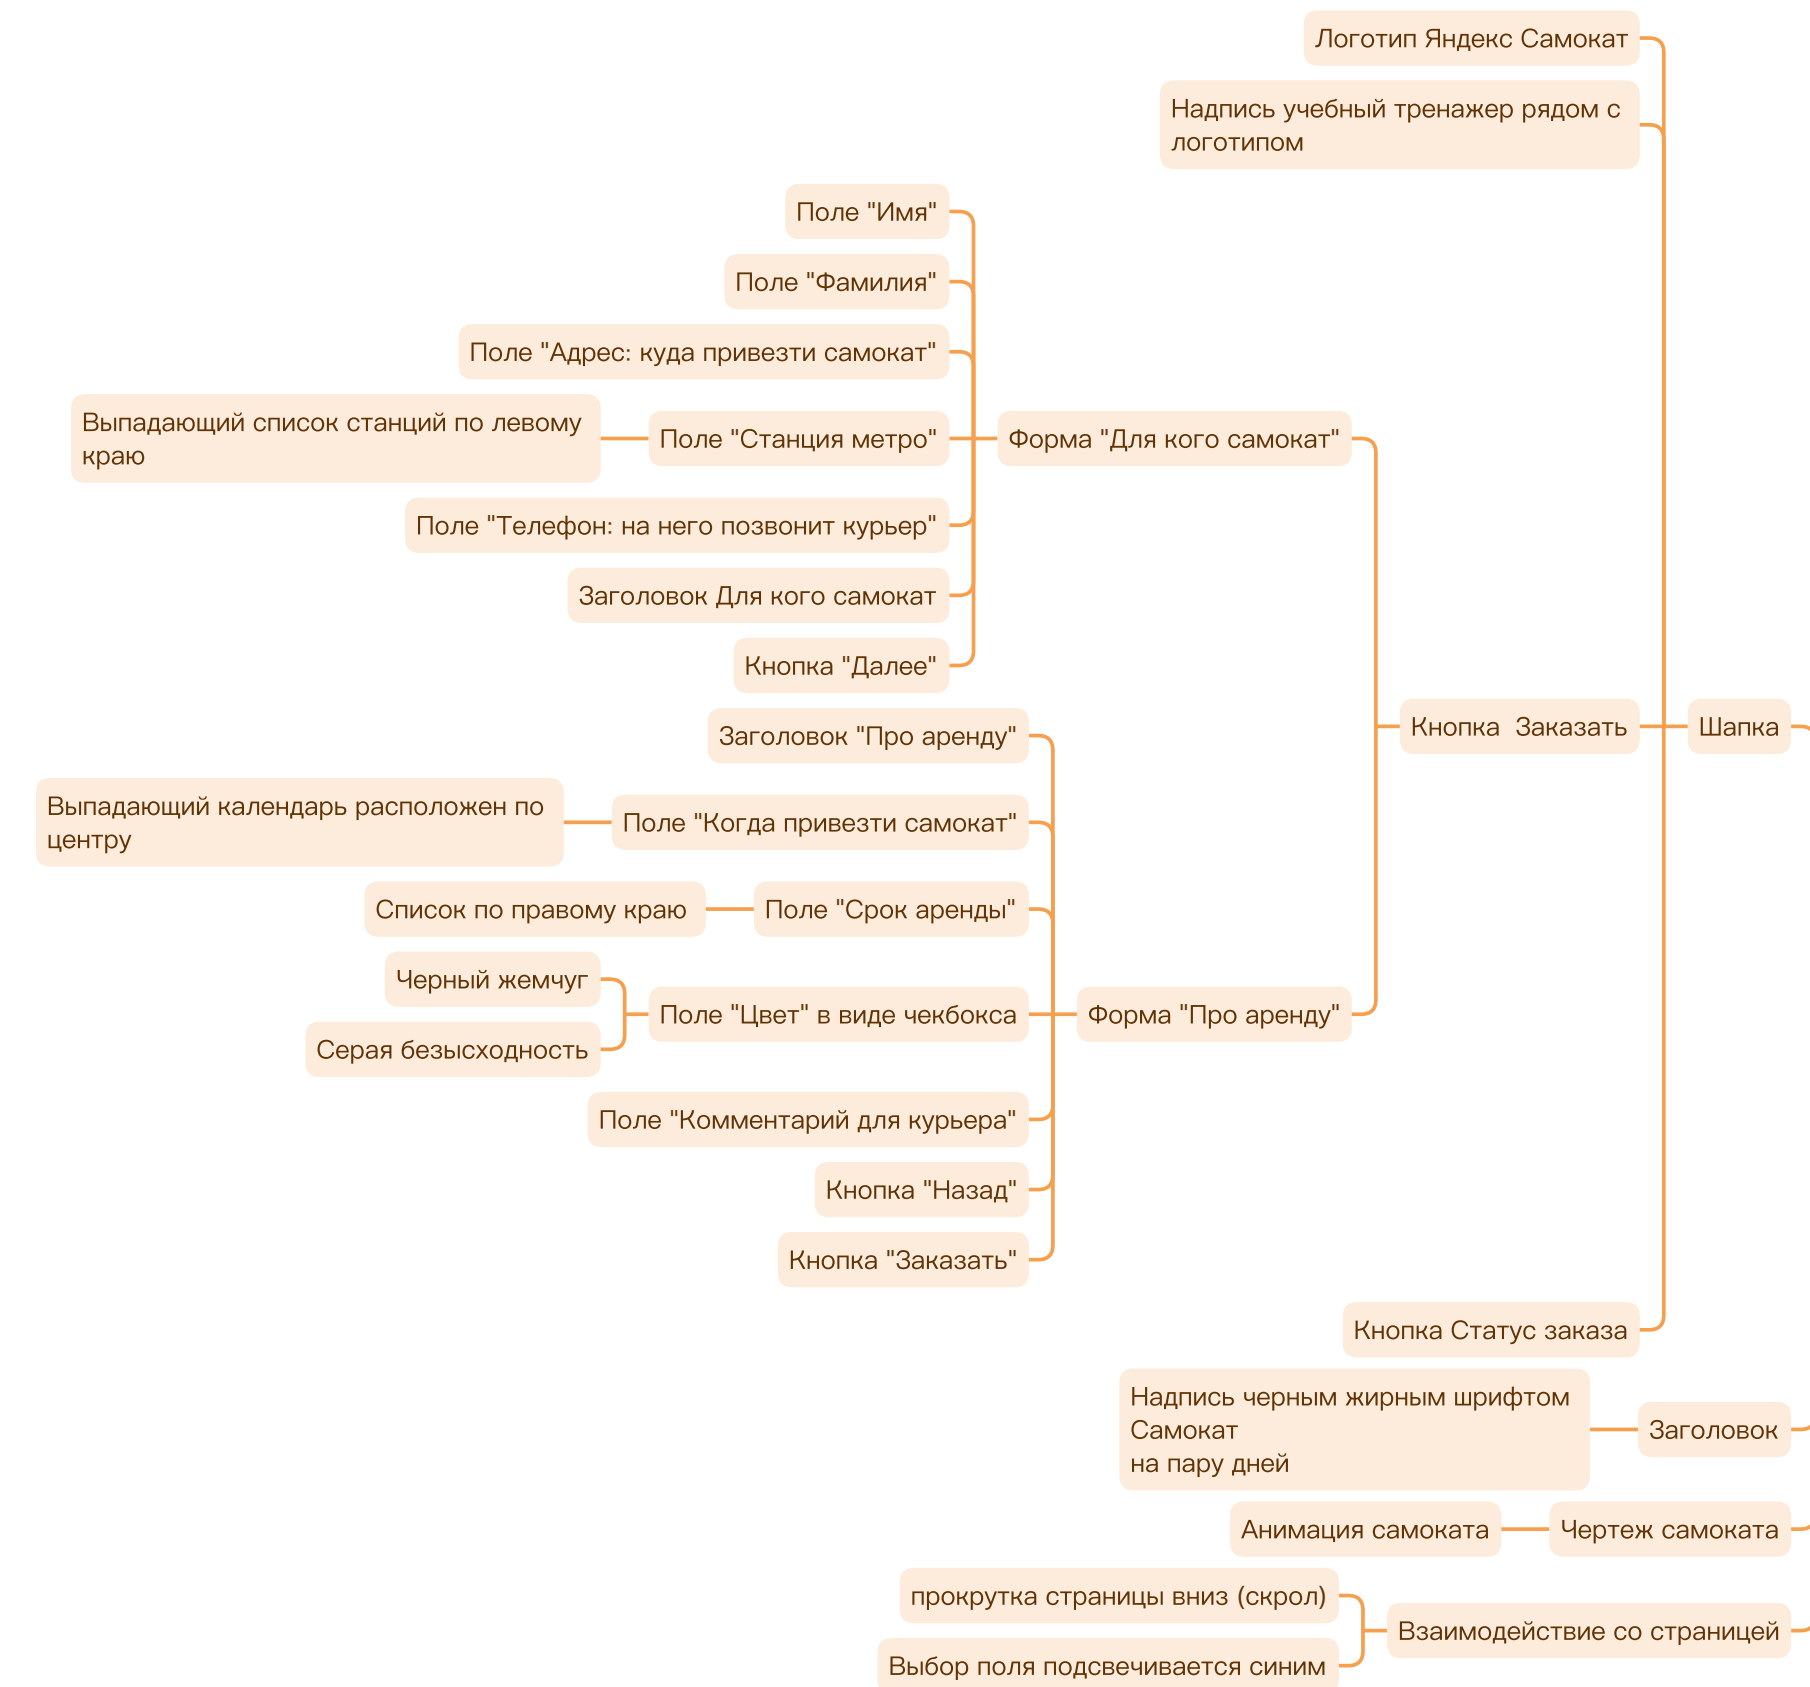 Логотип Яндекс Самокат
Надпись учебный тренажер рядом с
логотипом
Поле "Имя"
Поле "Фамилия"
Поле "Адрес: куда привезти самокат"
Выпадающий список станций по левому
краю
Поле "Станция метро"
Форма "Для кого самокат"
Поле "Телефон: на него позвонит курьер"
Заголовок Для кого самокат
Кнопка "Далее"
Кнопка  Заказать
Шапка
Заголовок "Про аренду"
Выпадающий календарь расположен по
центру
Поле "Когда привезти самокат"
Список по правому краю
Поле "Срок аренды"
Черный жемчуг
Серая безысходность
Поле "Цвет" в виде чекбокса
Форма "Про аренду"
Поле "Комментарий для курьера"
Кнопка "Назад"
Кнопка "Заказать"
Кнопка Статус заказа
Надпись черным жирным шрифтом
Самокат
на пару дней
Заголовок
Анимация самоката
Чертеж самоката
прокрутка страницы вниз (скрол)
Взаимодействие со страницей
Выбор поля подсвечивается синим